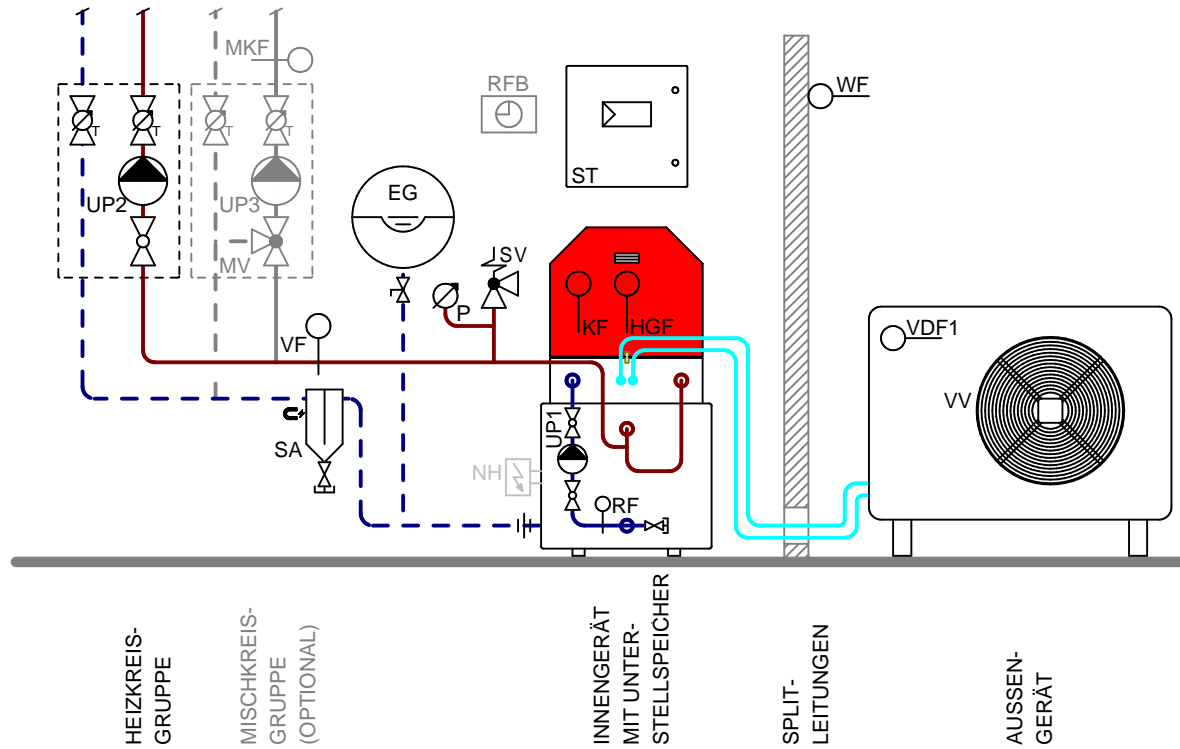 MKF
RFB
WF
T
T
T
T
ST
EG
UP2
UP3
SV
MV
P
KF
HGF
VDF1
VF
VV
UP1
SA
NH
RF
HEIZKREIS-
GRUPPE
MISCHKREIS-
GRUPPE
(OPTIONAL)
INNENGERÄT
MIT UNTER-
STELLSPEICHER
SPLIT-
LEITUNGEN
AUSSEN-
GERÄT